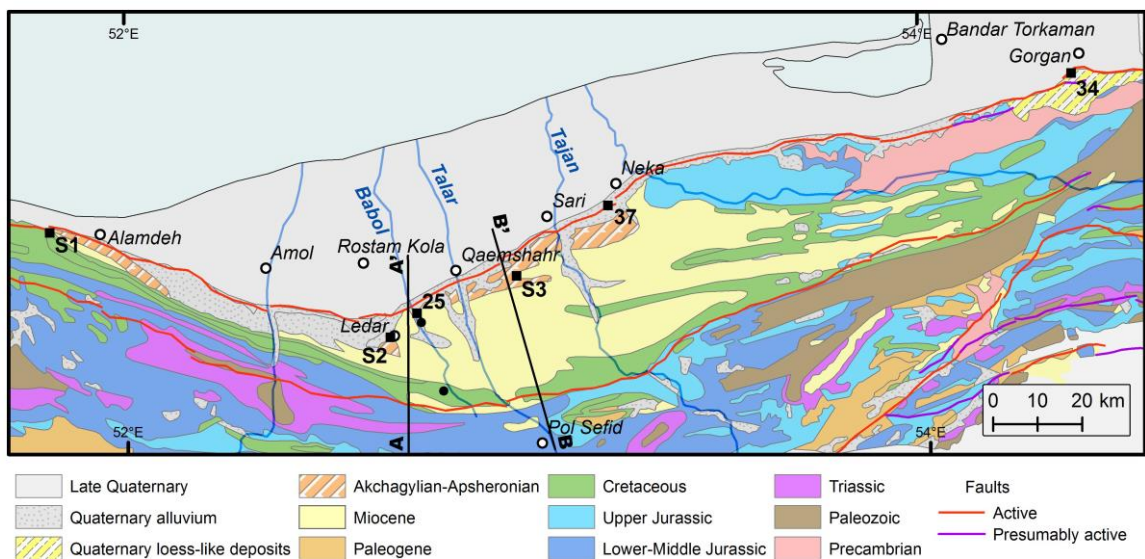 52°E
54°E
Bandar Torkaman
Gorgan
34
Tajan
Neka
Babol
Talar
Sari
37
B'
Alamdeh
S1
Amol
Rostam Kola
A'
Qaemshahr
S3
25
Ledar
S2
0 10 20 km
Pol Sefid
52°E
A
B
54°E
Late Quaternary
Quaternary alluvium
Quaternary loess-like deposits
Akchagylian-Apsheronian
Miocene
Paleogene
Cretaceous
Upper Jurassic
Lower-Middle Jurassic
Triassic
Paleozoic
Precambrian
Faults
Active
Presumably active